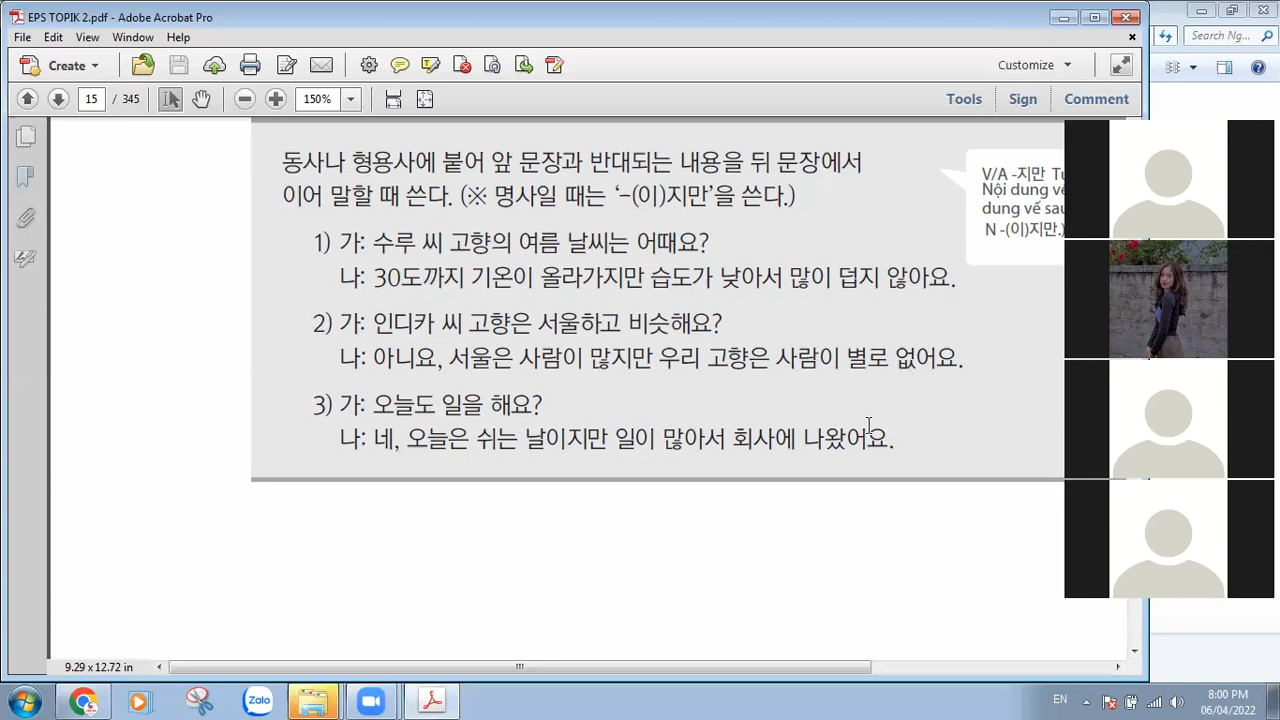 EPS TOPIK 2.pdf - Adobe Acrobat Pro
Search Ng...
File Edit View Window Help
Create
Customize
15 / 345
150%
Tools Sign Comment
동사나 형용사에 붙어 앞 문장과 반대되는 내용을 뒤 문장에서
이어 말할 때 쓴다. (※ 명사일 때는 ‘–(이)지만’을 쓴다.)
1) 가: 수루 씨 고향의 여름 날씨는 어때요?
나: 30도까지 기온이 올라가지만 습도가 낮아서 많이 덥지 않아요.
2) 가: 인디카 씨 고향은 서울하고 비슷해요?
나: 아니요, 서울은 사람이 많지만 우리 고향은 사람이 별로 없어요.
3) 가: 오늘도 일을 해요?
나: 네, 오늘은 쉬는 날이지만 일이 많아서 회사에 나왔어요.
V/A -지만
Nội dung
dung vế
N -(이)지만.
9.29 x 12.72 in
Zalo
EN
8:00 PM
06/04/2022